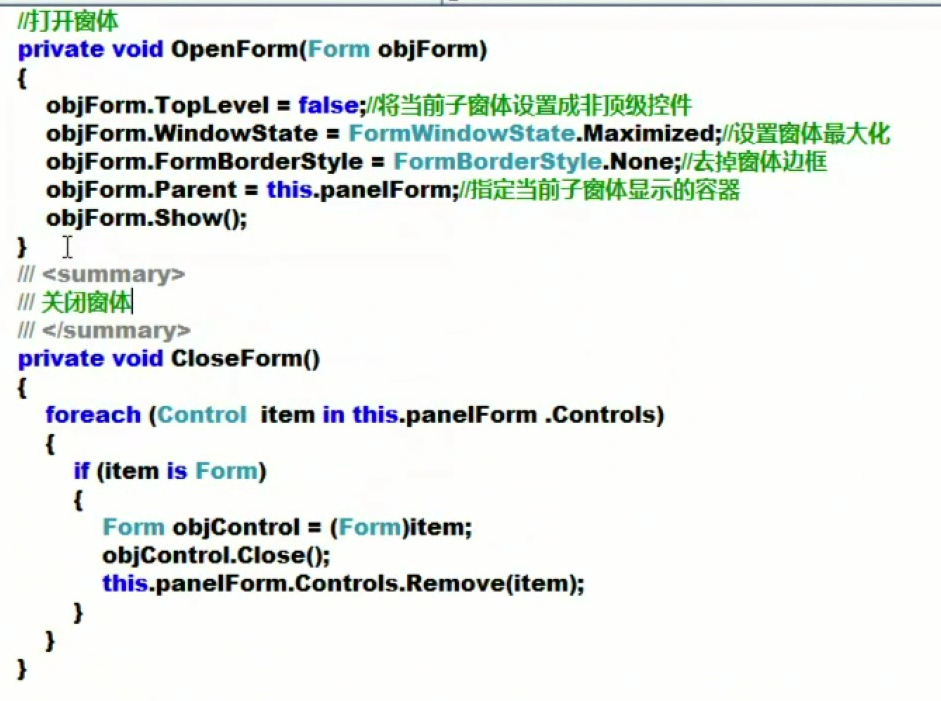 //打开窗体
private void OpenForm(Form objForm)
{
objForm.TopLevel = false;//将当前子窗体设置成非顶级控件
objForm.WindowState = FormWindowState.Maximized;//设置窗体最大化
objForm.FormBorderStyle = FormBorderStyle.None;//去掉窗体边框
objForm.Parent = this.panelForm;//指定当前子窗体显示的容器
objForm.Show();
}
/// <summary>
/// 关闭窗体
/// </summary>
private void CloseForm()
{
foreach (Control item in this.panelForm .Controls)
{
if (item is Form)
{
Form objControl = (Form)item;
objControl.Close();
this.panelForm.Controls.Remove(item);
}
}
}